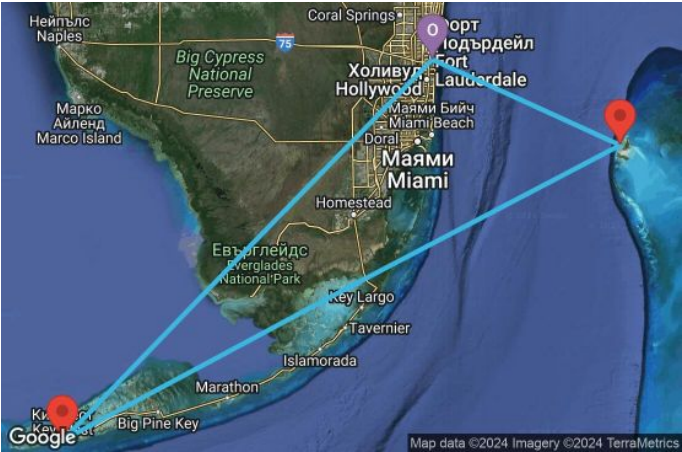 Coral Springs
Нейпълс
Naples
75
Big Cypress
National
Preserve
0
орт
Лодърдейл
Fort
Lauderdale
Холивуд
Hollywood
Марко
Айленд
Marco Island
Маями Бийч
Miami Beach
Doral
Маями
Miami
Homestead
Евърглейдс
Everglades
National Park
Key Largo
Tavernier
Islamorada
Marathon
Big Pine Key
Google
Map data ©2024 Imagery ©2024 TerraMetrics